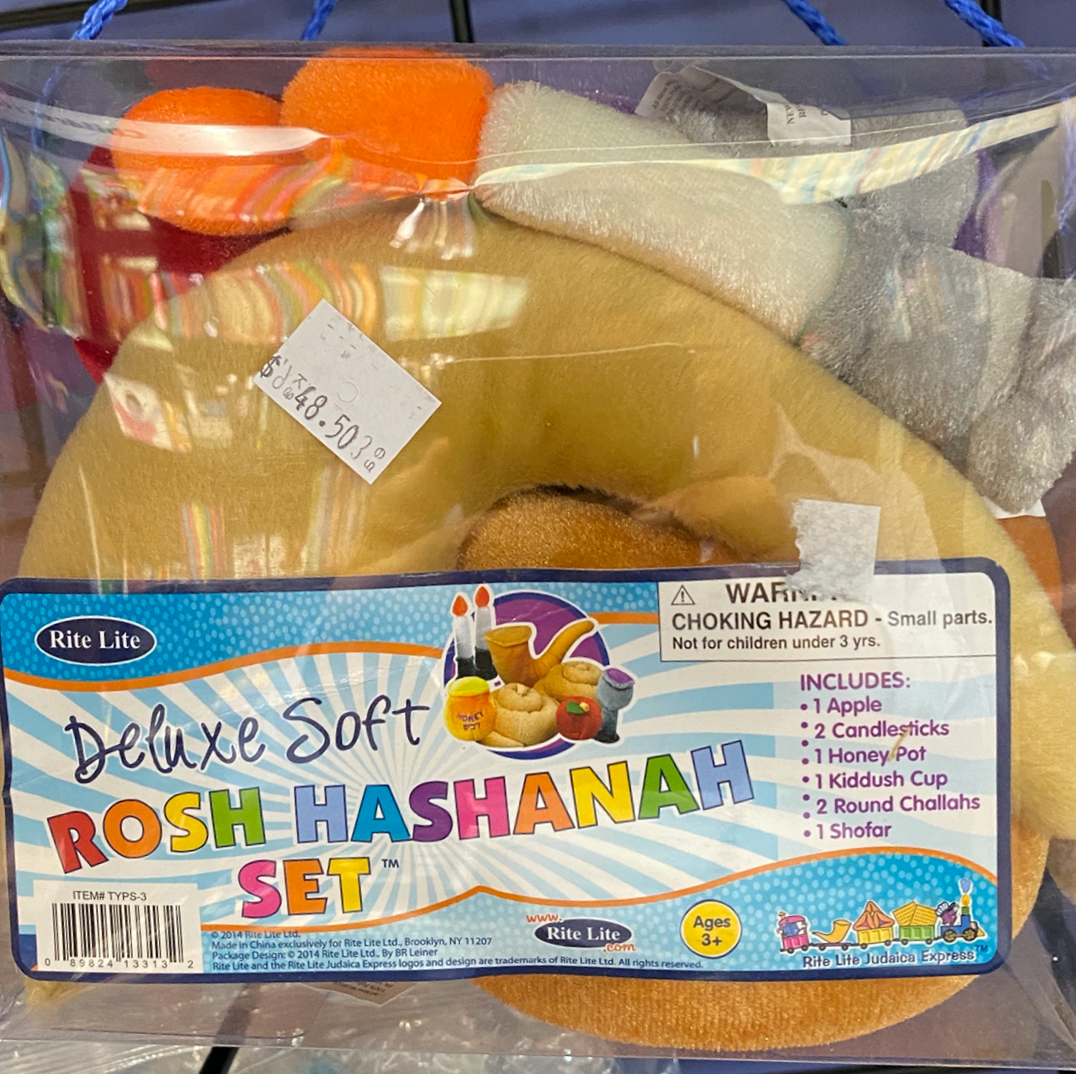 $48.50
Rite Lite
Deluxe Soft
ROSH HASHANAH
SET™
HONEY
WARN
CHOKING HAZARD - Small parts.
Not for children under 3 yrs.
INCLUDES:
• 1 Apple
• 2 Candlesticks
• 1 Honey Pot
• 1 Kiddush Cup
• 2 Round Challahs
• 1 Shofar
ITEM# TYPS-3
0 89824 13313 2
© 2014 Rite Lite Ltd.
Made in China exclusively for Rite Lite Ltd., Brooklyn, NY 11207
Package Design: © 2014 Rite Lite Ltd., By BR Leiner
Rite Lite and the Rite Lite Judaica Express logos and design are trademarks of Rite Lite Ltd. All rights reserved.
www.
Rite Lite
.com
Ages
3+
Rite Lite Judaica Express™